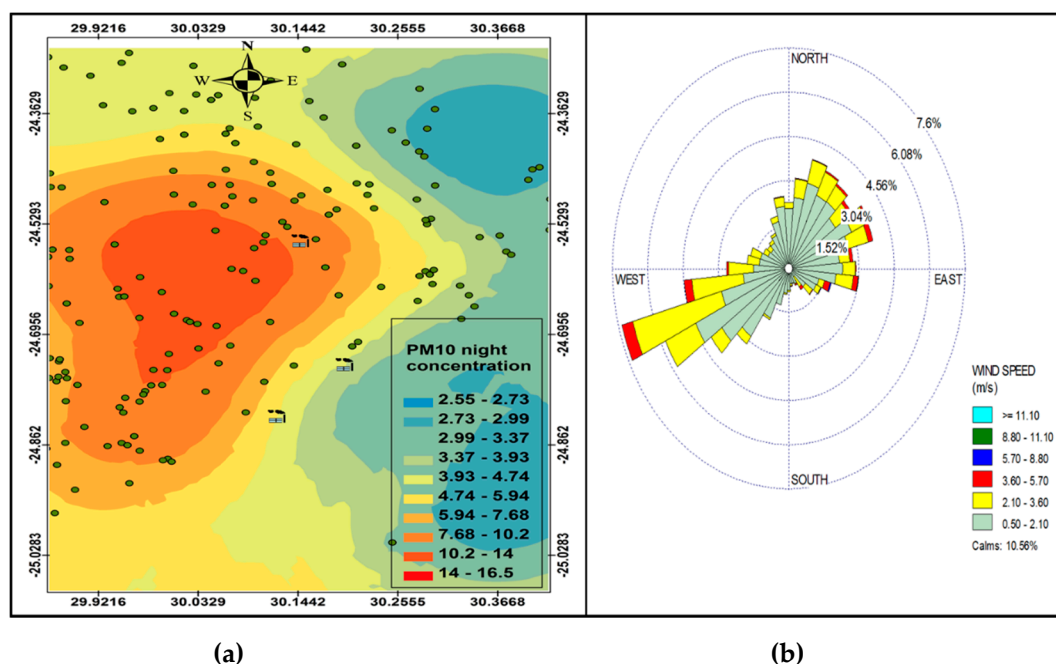 29.9216 30.0329 30.1442 30.2555 30.3668
N
W E
S
-24.3629 -24.3629
-24.5293 -24.5293
-24.6956 -24.6956
-24.862 -24.862
-25.0283 -25.0283
PM10 night
concentration
2.55 - 2.73
2.73 - 2.99
2.99 - 3.37
3.37 - 3.93
3.93 - 4.74
4.74 - 5.94
5.94 - 7.68
7.68 - 10.2
10.2 - 14
14 - 16.5
29.9216 30.0329 30.1442 30.2555 30.3668
(a)
NORTH
7.6%
6.08%
4.56%
3.04%
1.52%
WEST EAST
SOUTH
WIND SPEED
(m/s)
>= 11.10
8.80 - 11.10
5.70 - 8.80
3.60 - 5.70
2.10 - 3.60
0.50 - 2.10
Calms: 10.56%
(b)